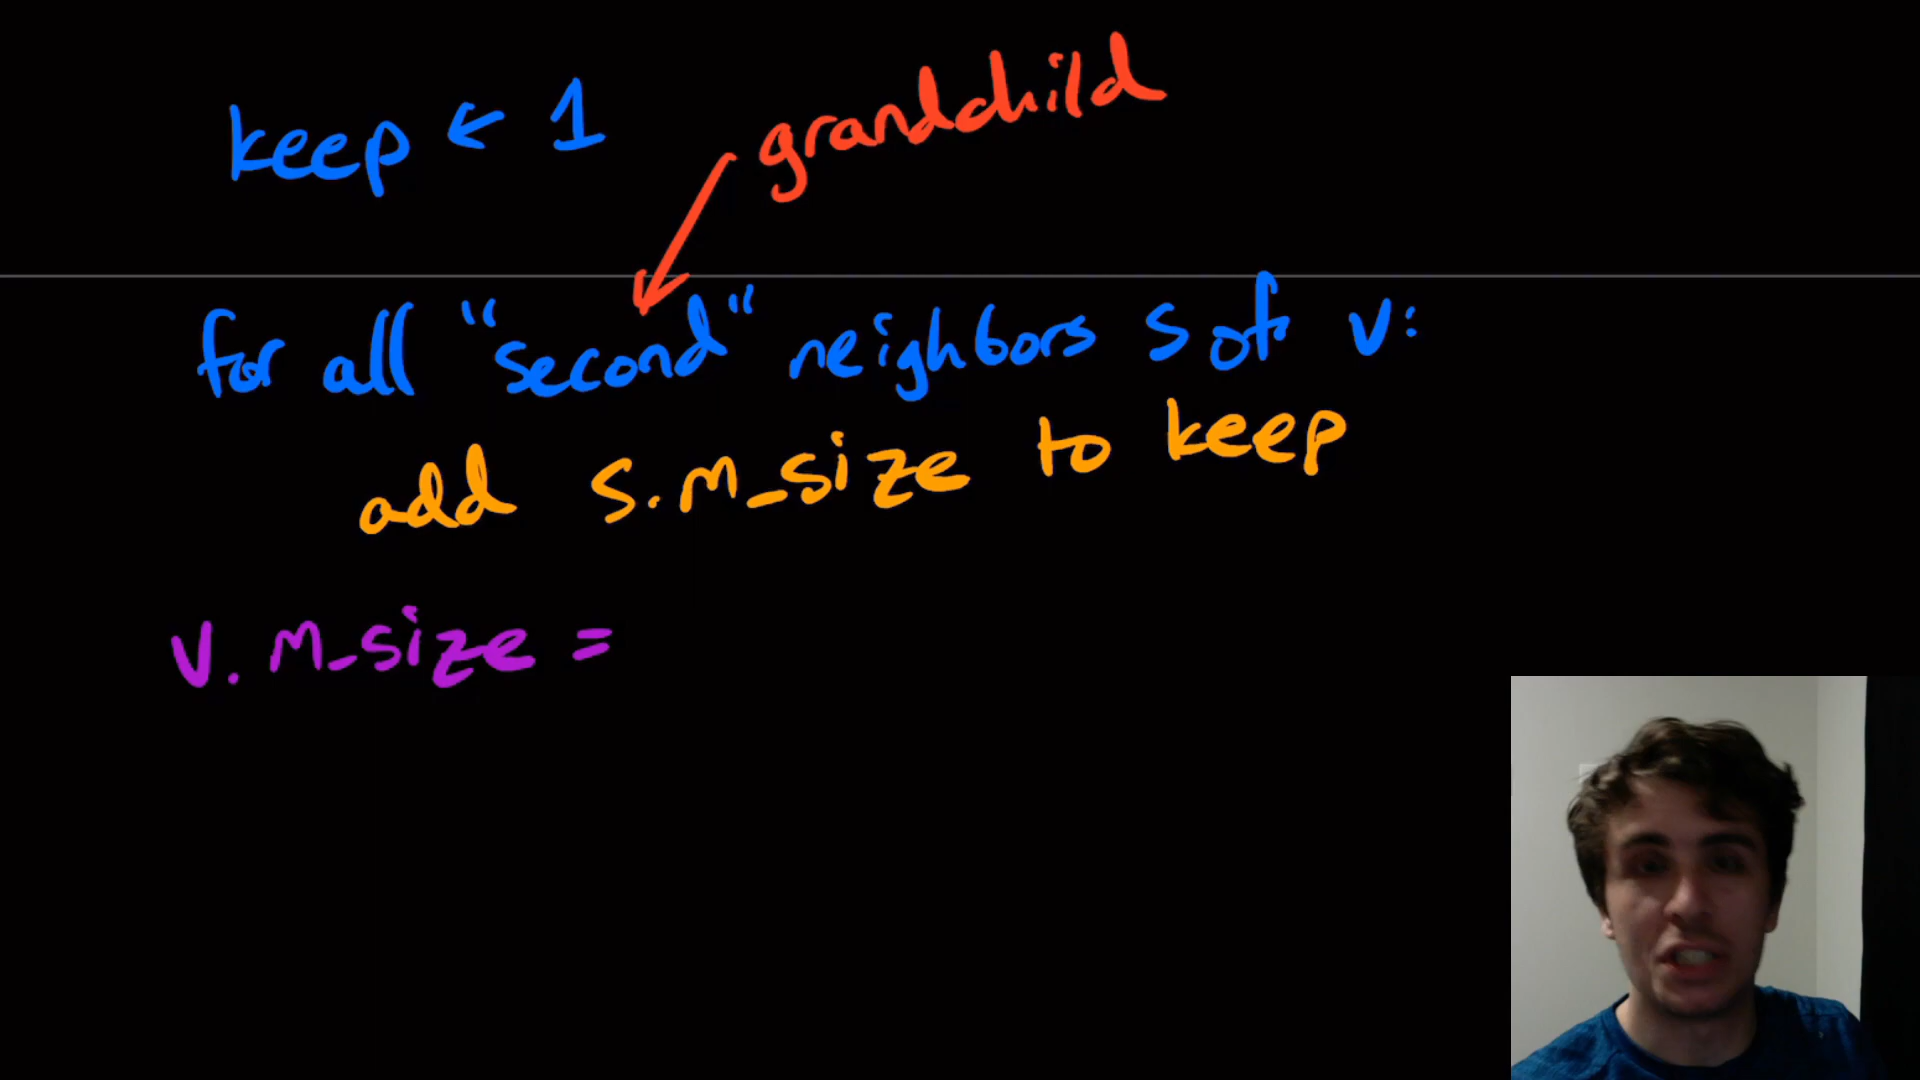 keep ← 1
grandchild
for all "second" neighbors s of v:
add s.m_size to keep
v.m_size =